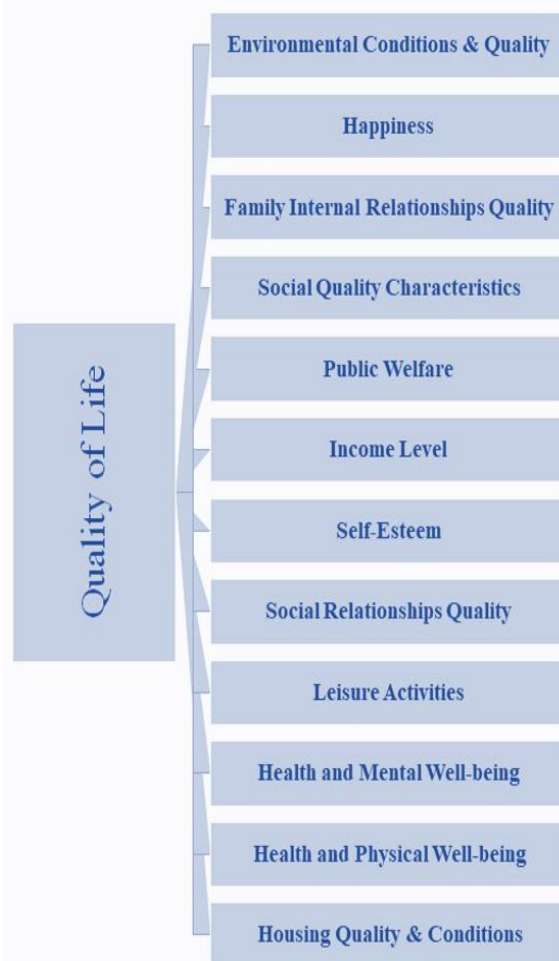 Quality of Life
Environmental Conditions & Quality
Happiness
Family Internal Relationships Quality
Social Quality Characteristics
Public Welfare
Income Level
Self-Esteem
Social Relationships Quality
Leisure Activities
Health and Mental Well-being
Health and Physical Well-being
Housing Quality & Conditions